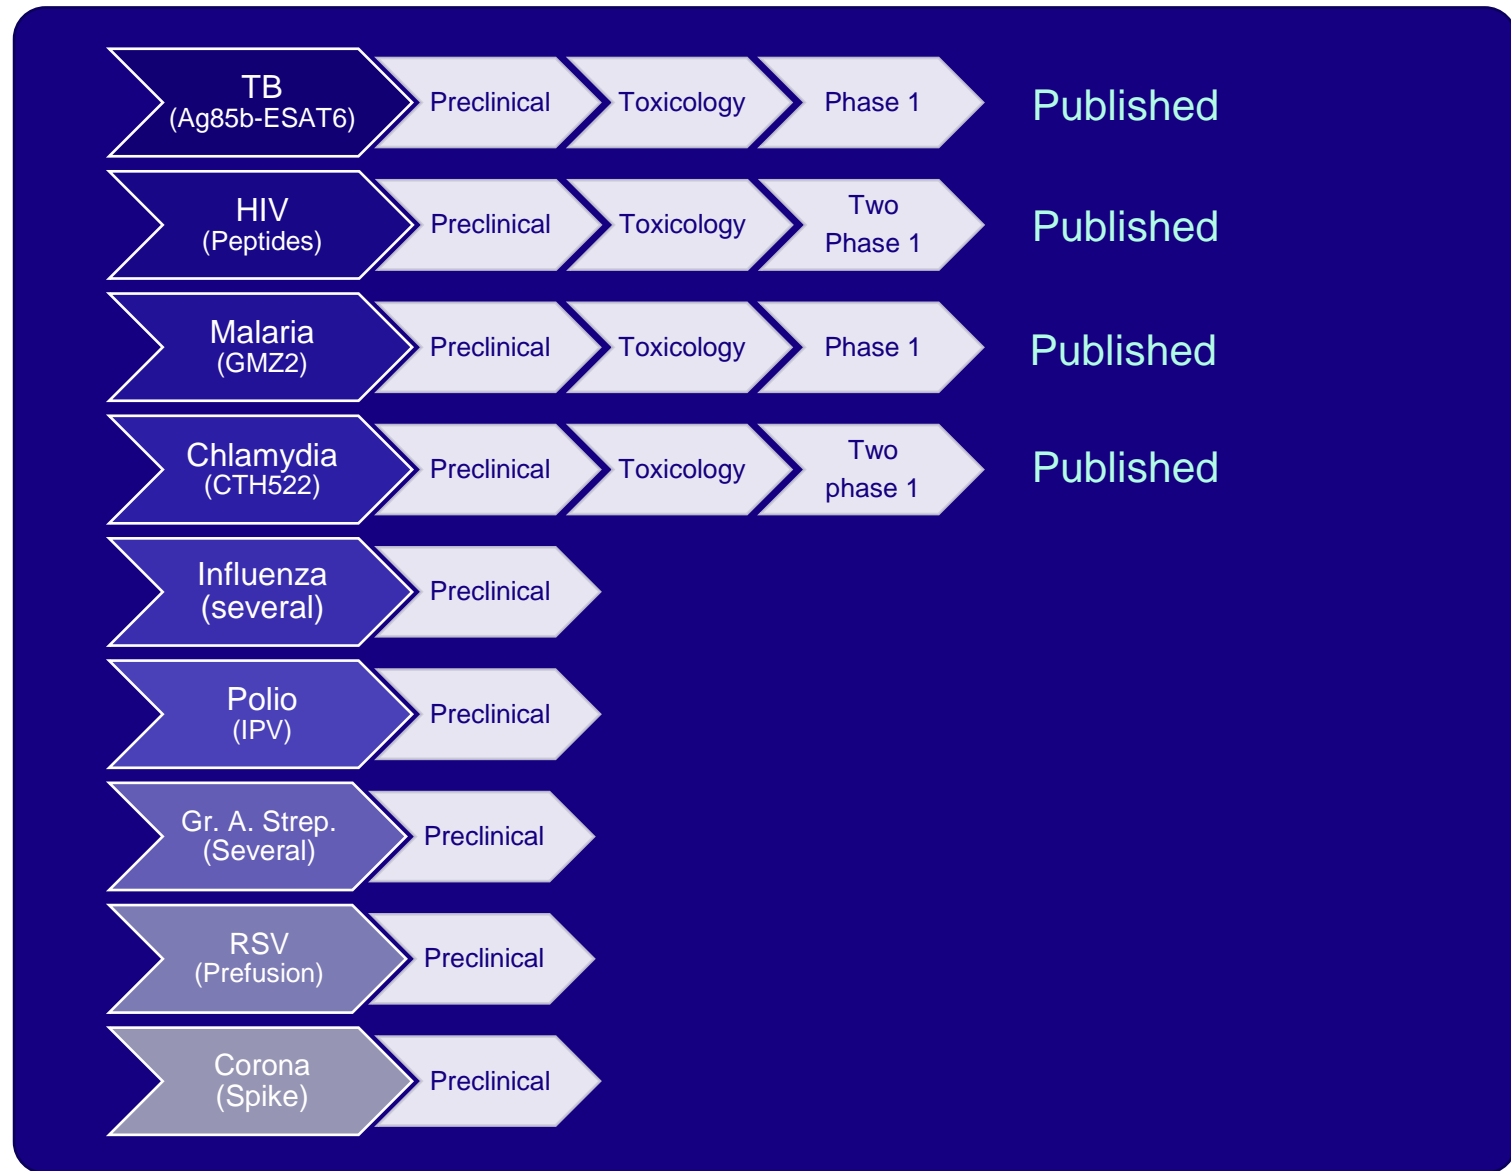 TB
(Ag85b-ESAT6)
Preclinical
Toxicology
Phase 1
Published
HIV
(Peptides)
Preclinical
Toxicology
Two
Phase 1
Published
Malaria
(GMZ2)
Preclinical
Toxicology
Phase 1
Published
Chlamydia
(CTH522)
Preclinical
Toxicology
Two
phase 1
Published
Influenza
(several)
Preclinical
Polio
(IPV)
Preclinical
Gr. A. Strep.
(Several)
Preclinical
RSV
(Prefusion)
Preclinical
Corona
(Spike)
Preclinical